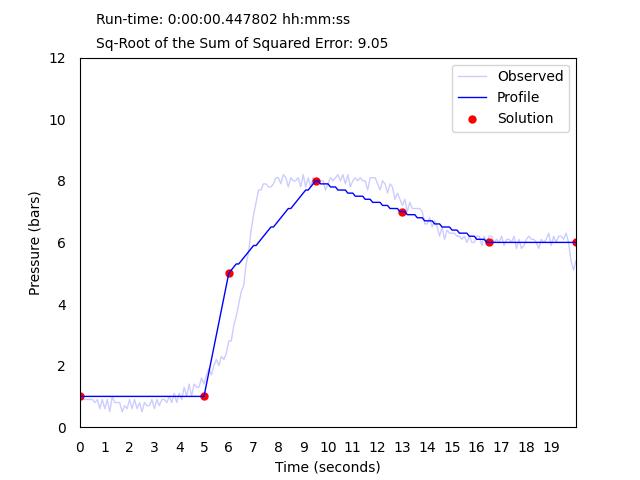 Run-time: 0:00:00.447802 hh:mm:ss
Sq-Root of the Sum of Squared Error: 9.05
12
10
8
6
4
2
0
Pressure (bars)
Observed
Profile
Solution
0 1 2 3 4 5 6 7 8 9 10 11 12 13 14 15 16 17 18 19
Time (seconds)